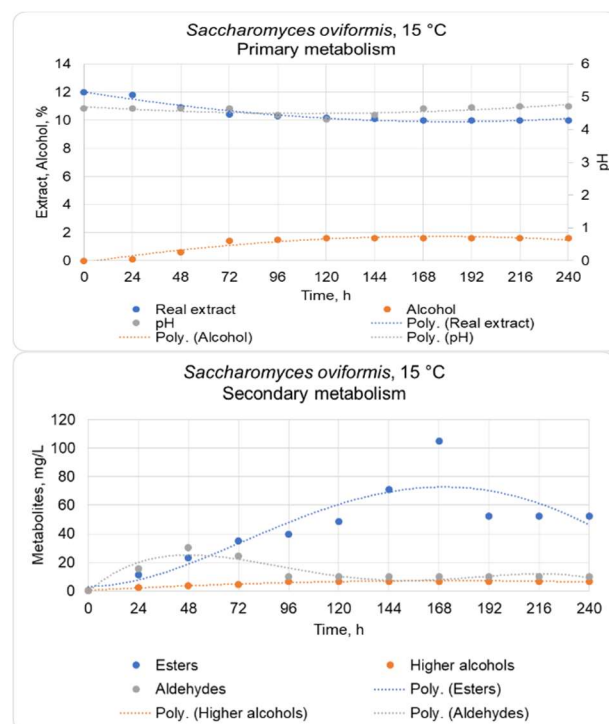 Saccharomyces oviformis, 15 °C
Primary metabolism
14
12
10
8
6
4
2
0
6
5
4
3
2
1
0
Extract, Alcohol, %
pH
0 24 48 72 96 120 144 168 192 216 240
Time, h
Real extract Alcohol
pH Poly. (Real extract)
Poly. (Alcohol) Poly. (pH)
Saccharomyces oviformis, 15 °C
Secondary metabolism
120
100
80
60
40
20
0
Metabolites, mg/L
0 24 48 72 96 120 144 168 192 216 240
Time, h
Esters Higher alcohols
Aldehydes Poly. (Esters)
Poly. (Higher alcohols) Poly. (Aldehydes)